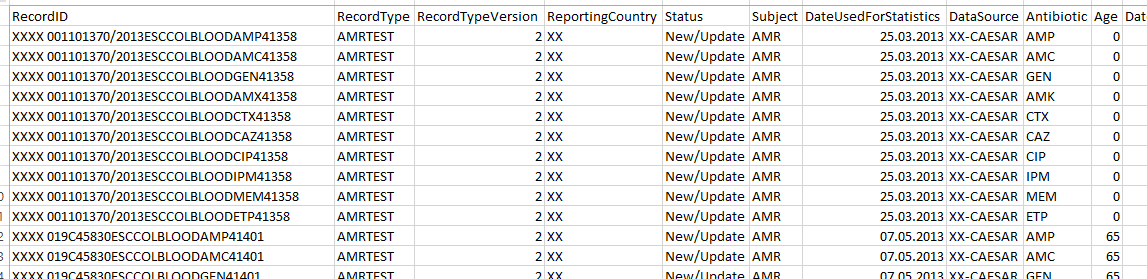 RecordID RecordType RecordTypeVersion ReportingCountry Status Subject DateUsedForStatistics DataSource Antibiotic Age Dat
XXXX 001101370/2013ESCCOLBLOODAMP41358 AMRTEST 2 XX New/Update AMR 25.03.2013 XX-CAESAR AMP 0
XXXX 001101370/2013ESCCOLBLOODAMC41358 AMRTEST 2 XX New/Update AMR 25.03.2013 XX-CAESAR AMC 0
XXXX 001101370/2013ESCCOLBLOODGEN41358 AMRTEST 2 XX New/Update AMR 25.03.2013 XX-CAESAR GEN 0
XXXX 001101370/2013ESCCOLBLOODAMX41358 AMRTEST 2 XX New/Update AMR 25.03.2013 XX-CAESAR AMK 0
XXXX 001101370/2013ESCCOLBLOODCTX41358 AMRTEST 2 XX New/Update AMR 25.03.2013 XX-CAESAR CTX 0
XXXX 001101370/2013ESCCOLBLOODCAZ41358 AMRTEST 2 XX New/Update AMR 25.03.2013 XX-CAESAR CAZ 0
XXXX 001101370/2013ESCCOLBLOODCIP41358 AMRTEST 2 XX New/Update AMR 25.03.2013 XX-CAESAR CIP 0
XXXX 001101370/2013ESCCOLBLOODIPM41358 AMRTEST 2 XX New/Update AMR 25.03.2013 XX-CAESAR IPM 0
0 XXXX 001101370/2013ESCCOLBLOODMEM41358 AMRTEST 2 XX New/Update AMR 25.03.2013 XX-CAESAR MEM 0
1 XXXX 001101370/2013ESCCOLBLOODETP41358 AMRTEST 2 XX New/Update AMR 25.03.2013 XX-CAESAR ETP 0
2 XXXX 019C45830ESCCOLBLOODAMP41401 AMRTEST 2 XX New/Update AMR 07.05.2013 XX-CAESAR AMP 65
3 XXXX 019C45830ESCCOLBLOODAMC41401 AMRTEST 2 XX New/Update AMR 07.05.2013 XX-CAESAR AMC 65
4 XXXX 019C45830ESCCOLBLOODGEN41401 AMRTEST 2 XX New/Update AMR 07.05.2013 XX-CAESAR GEN 65